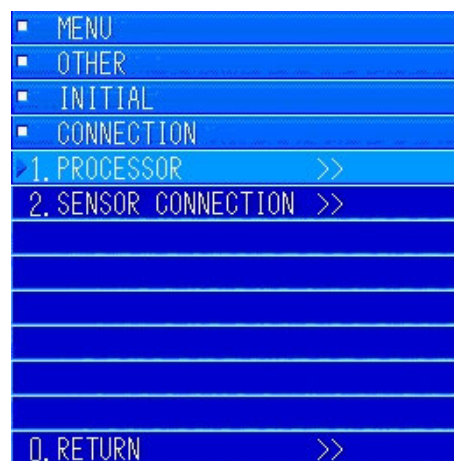 MENU
OTHER
INITIAL
CONNECTION
1.PROCESSOR >>
2.SENSOR CONNECTION >>
0.RETURN >>